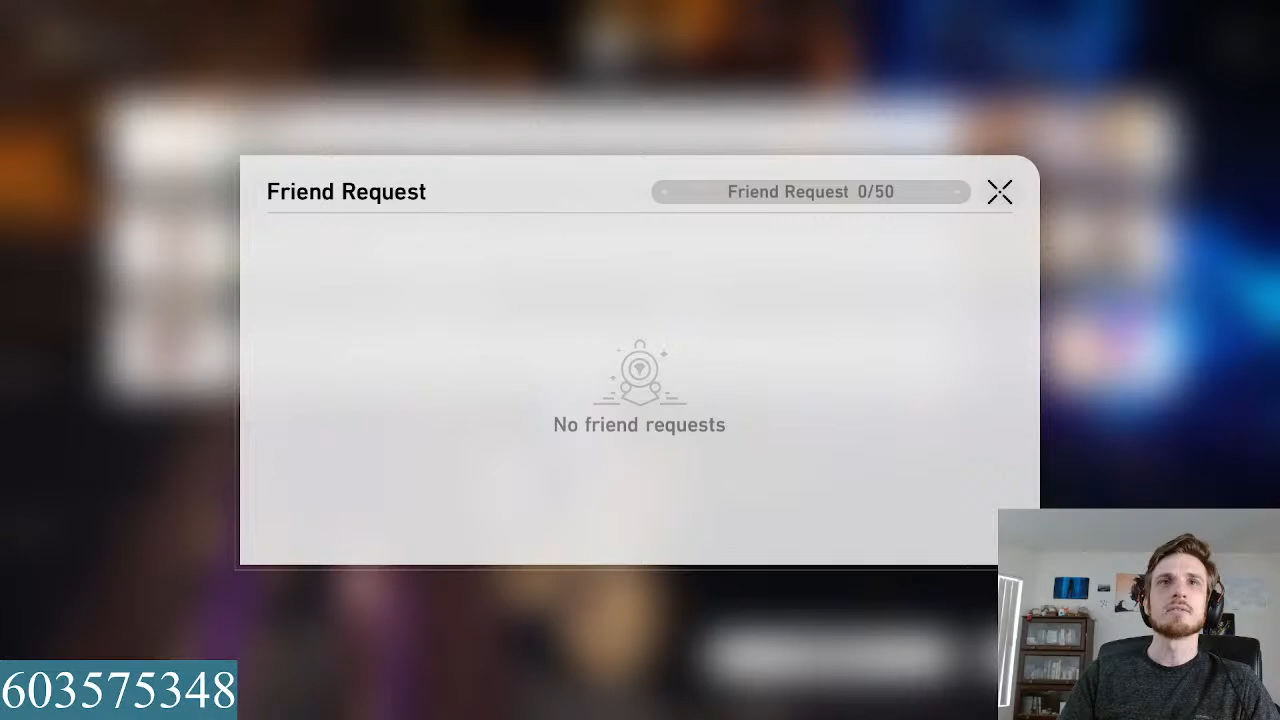 Friend Request
Friend Request 0/50
No friend requests
603575348